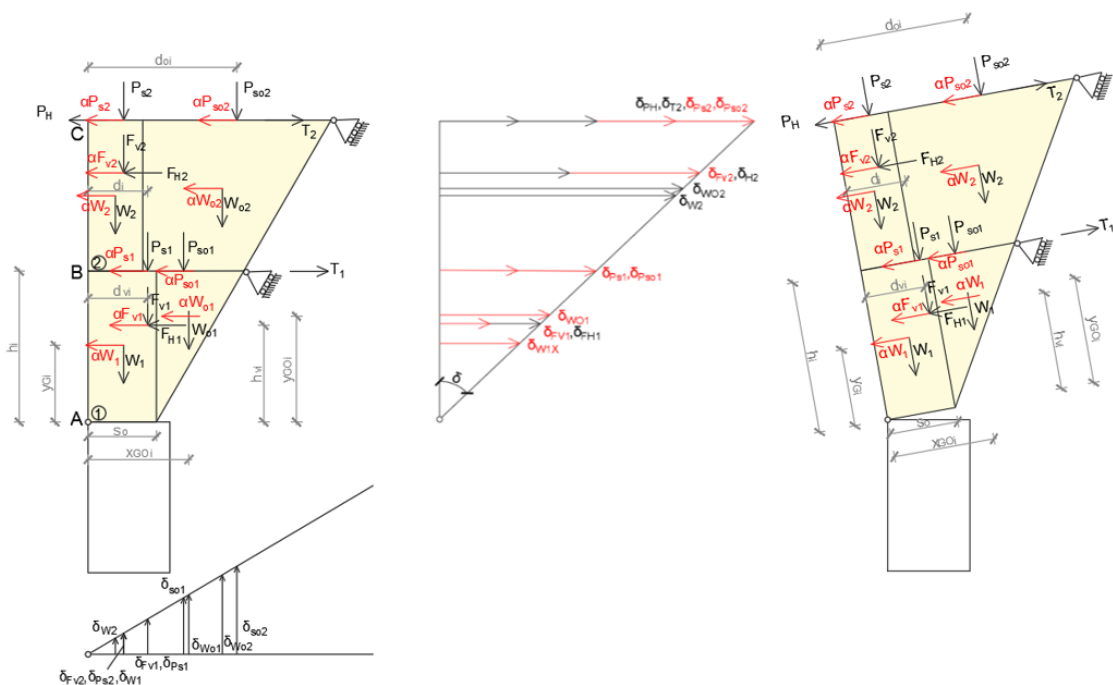 doi
Ps2
Pso2
αPs2
αPso2
PH
T2
C
Fv2
αFv2
FH2
di
αWo2
αW2
W2
Wo2
Ps1
Pso1
αPs1
②
B
αPso1
T1
dvi
Fv1
αWo1
αFv1
FH1
Wo1
hi
αW1
W1
yGi
hvi
yGOi
A
①
so
xGOi
δso1
δW2
δFv1,δPs1
δWo1
δWo2
δso2
δFv2,δPs2,δW1
δPH,δT2,δPs2,δPso2
δFv2,δH2
δWO2
δW2
δPs1,δPso1
δWO1
δFV1,δFH1
δW1X
δ
doi
Ps2
Pso2
αPs2
αPso2
PH
T2
Fv2
αFv2
FH2
di
αW2
W2
αW2
W2
Ps1
Pso1
T1
αPs1
αPso1
dvi
Fv1
αW1
αFv1
FH1
W1
hi
αW1
W1
yGi
hvi
yGOi
so
xGOi